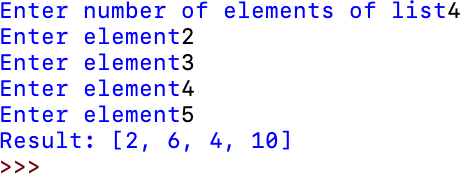 Enter number of elements of list4
Enter element2
Enter element3
Enter element4
Enter element5
Result: [2, 6, 4, 10]
>>>